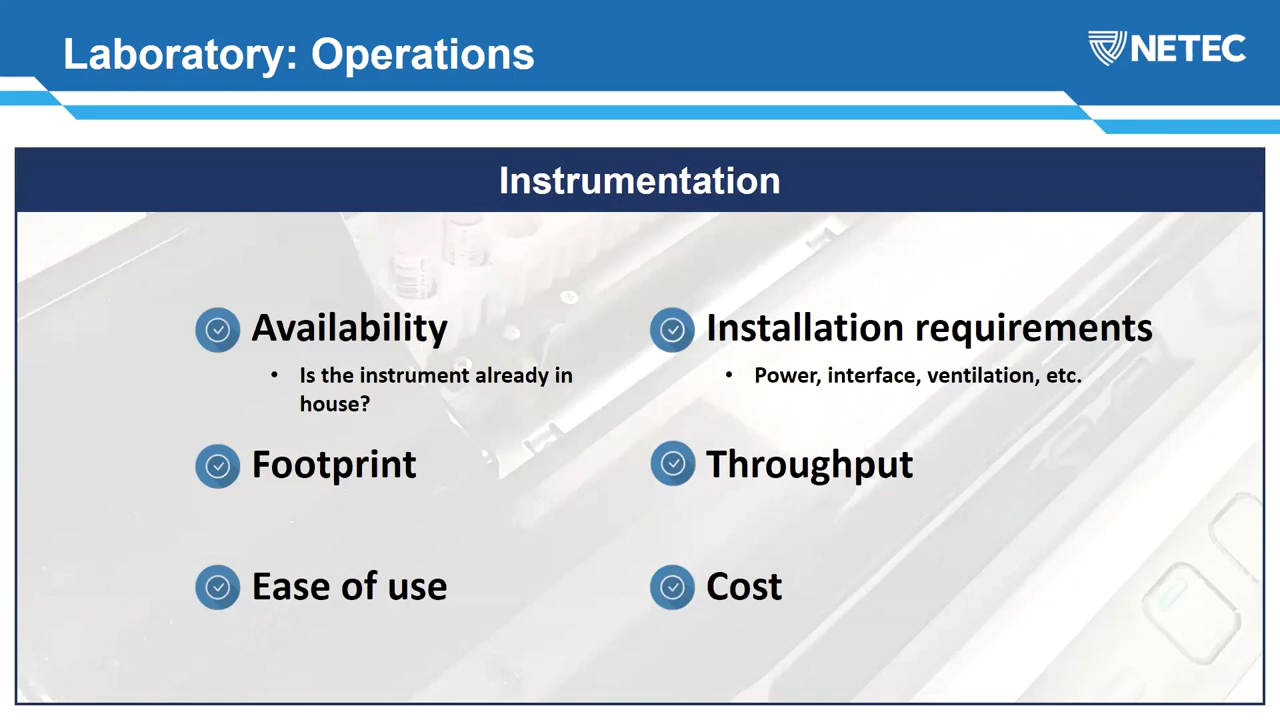 Laboratory: Operations
NETEC
Instrumentation
Availability
• Is the instrument already in
house?
Footprint
Ease of use
Installation requirements
• Power, interface, ventilation, etc.
Throughput
Cost